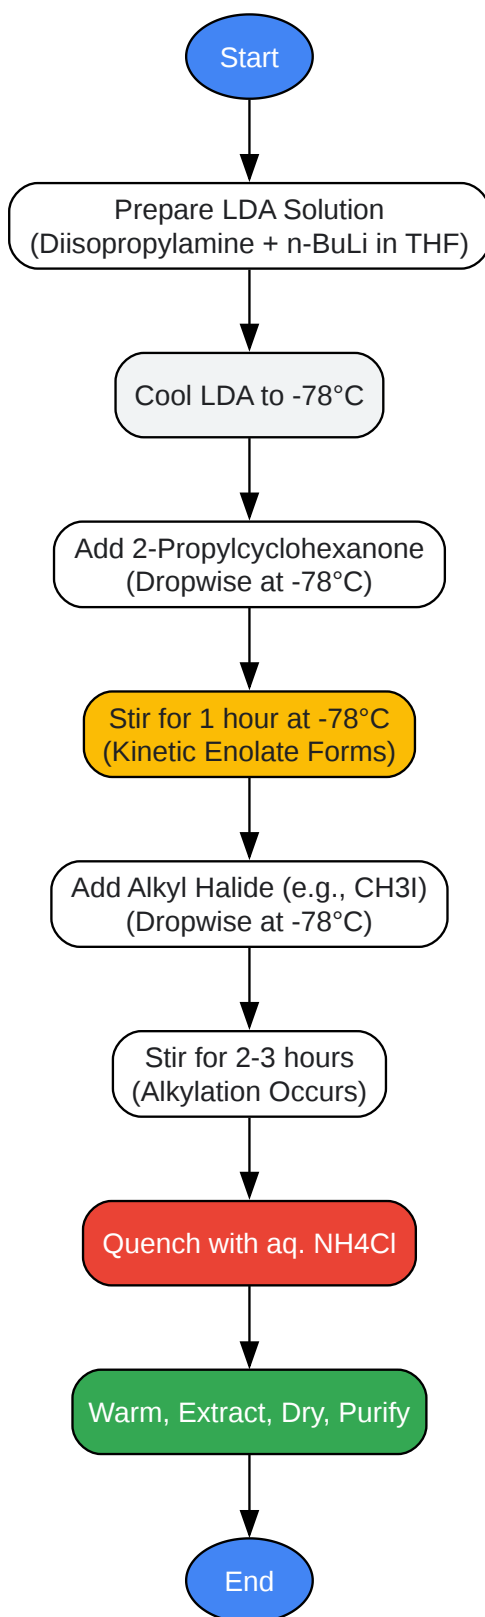 Start
Prepare LDA Solution
(Diisopropylamine + n-BuLi in THF)
Cool LDA to -78°C
Add 2-Propylcyclohexanone
(Dropwise at -78°C)
Stir for 1 hour at -78°C
(Kinetic Enolate Forms)
Add Alkyl Halide (e.g., CH3I)
(Dropwise at -78°C)
Stir for 2-3 hours
(Alkylation Occurs)
Quench with aq. NH4Cl
Warm, Extract, Dry, Purify
End